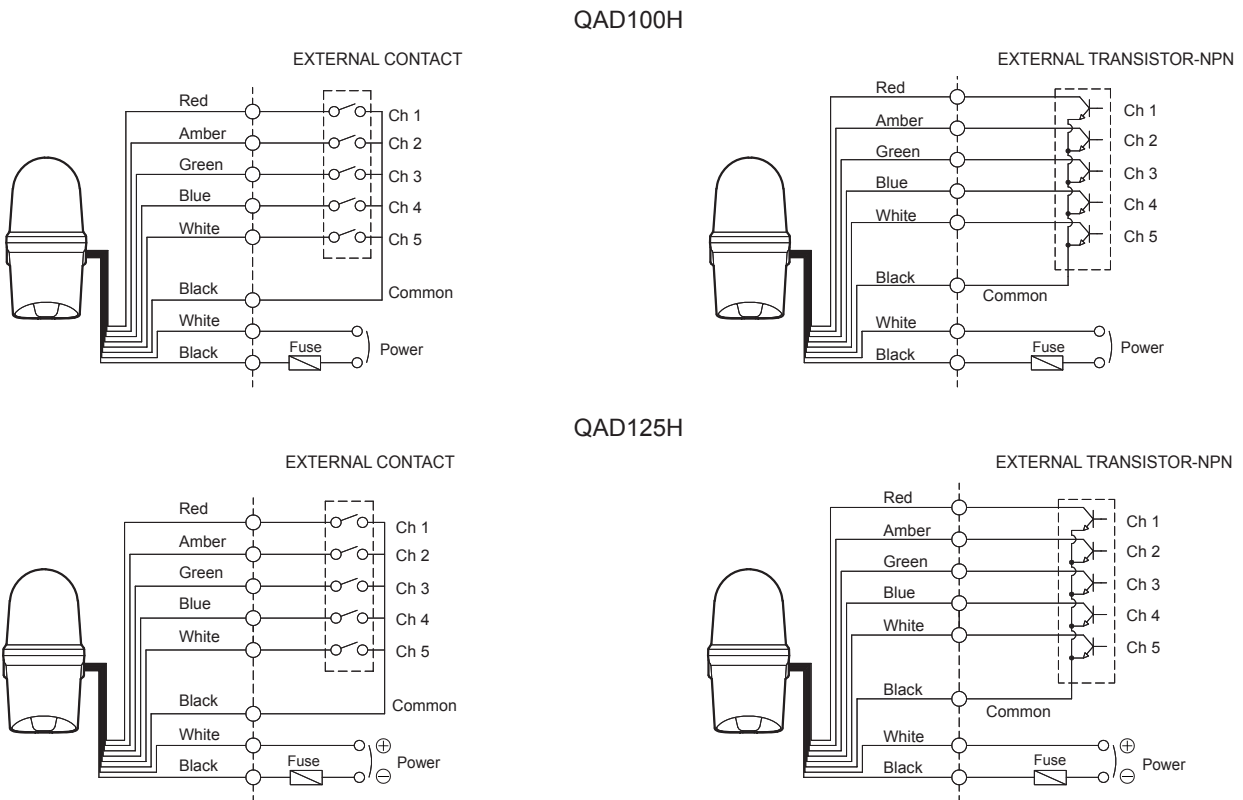 QAD100H
EXTERNAL CONTACT
Red
Ch 1
Amber
Ch 2
Green
Ch 3
Blue
Ch 4
White
Ch 5
Black
Common
White
Black
Fuse
Power
EXTERNAL TRANSISTOR-NPN
Red
Ch 1
Amber
Ch 2
Green
Ch 3
Blue
Ch 4
White
Ch 5
Black
Common
White
Black
Fuse
Power
QAD125H
EXTERNAL CONTACT
Red
Ch 1
Amber
Ch 2
Green
Ch 3
Blue
Ch 4
White
Ch 5
Black
Common
White
⊕
Black
Fuse
⊖
Power
EXTERNAL TRANSISTOR-NPN
Red
Ch 1
Amber
Ch 2
Green
Ch 3
Blue
Ch 4
White
Ch 5
Black
Common
White
⊕
Black
Fuse
⊖
Power